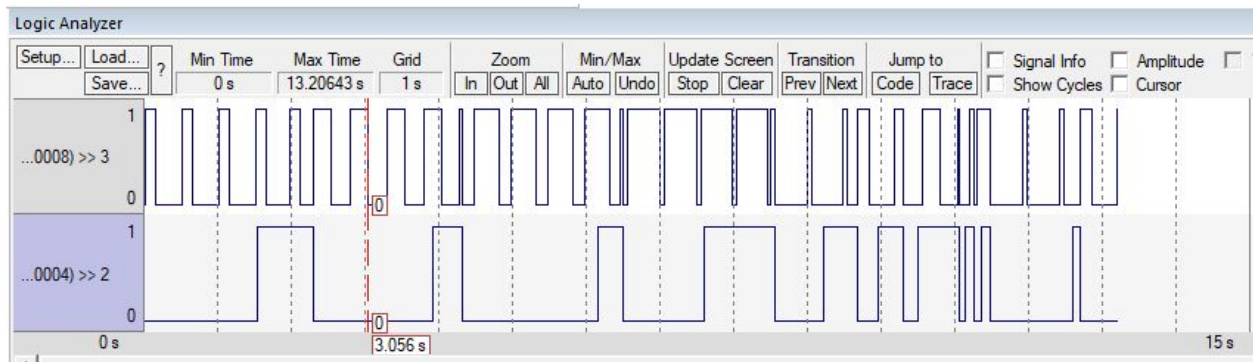 Logic Analyzer
Setup... Load... ? Min Time Max Time Grid Zoom Min/Max Update Screen Transition Jump to Signal Info Amplitude
Save... 0 s 13.20643 s 1 s In Out All Auto Undo Stop Clear Prev Next Code Trace Show Cycles Cursor
1
...0008) >> 3
0
0
1
...0004) >> 2
0
0
0 s 3.056 s 15 s